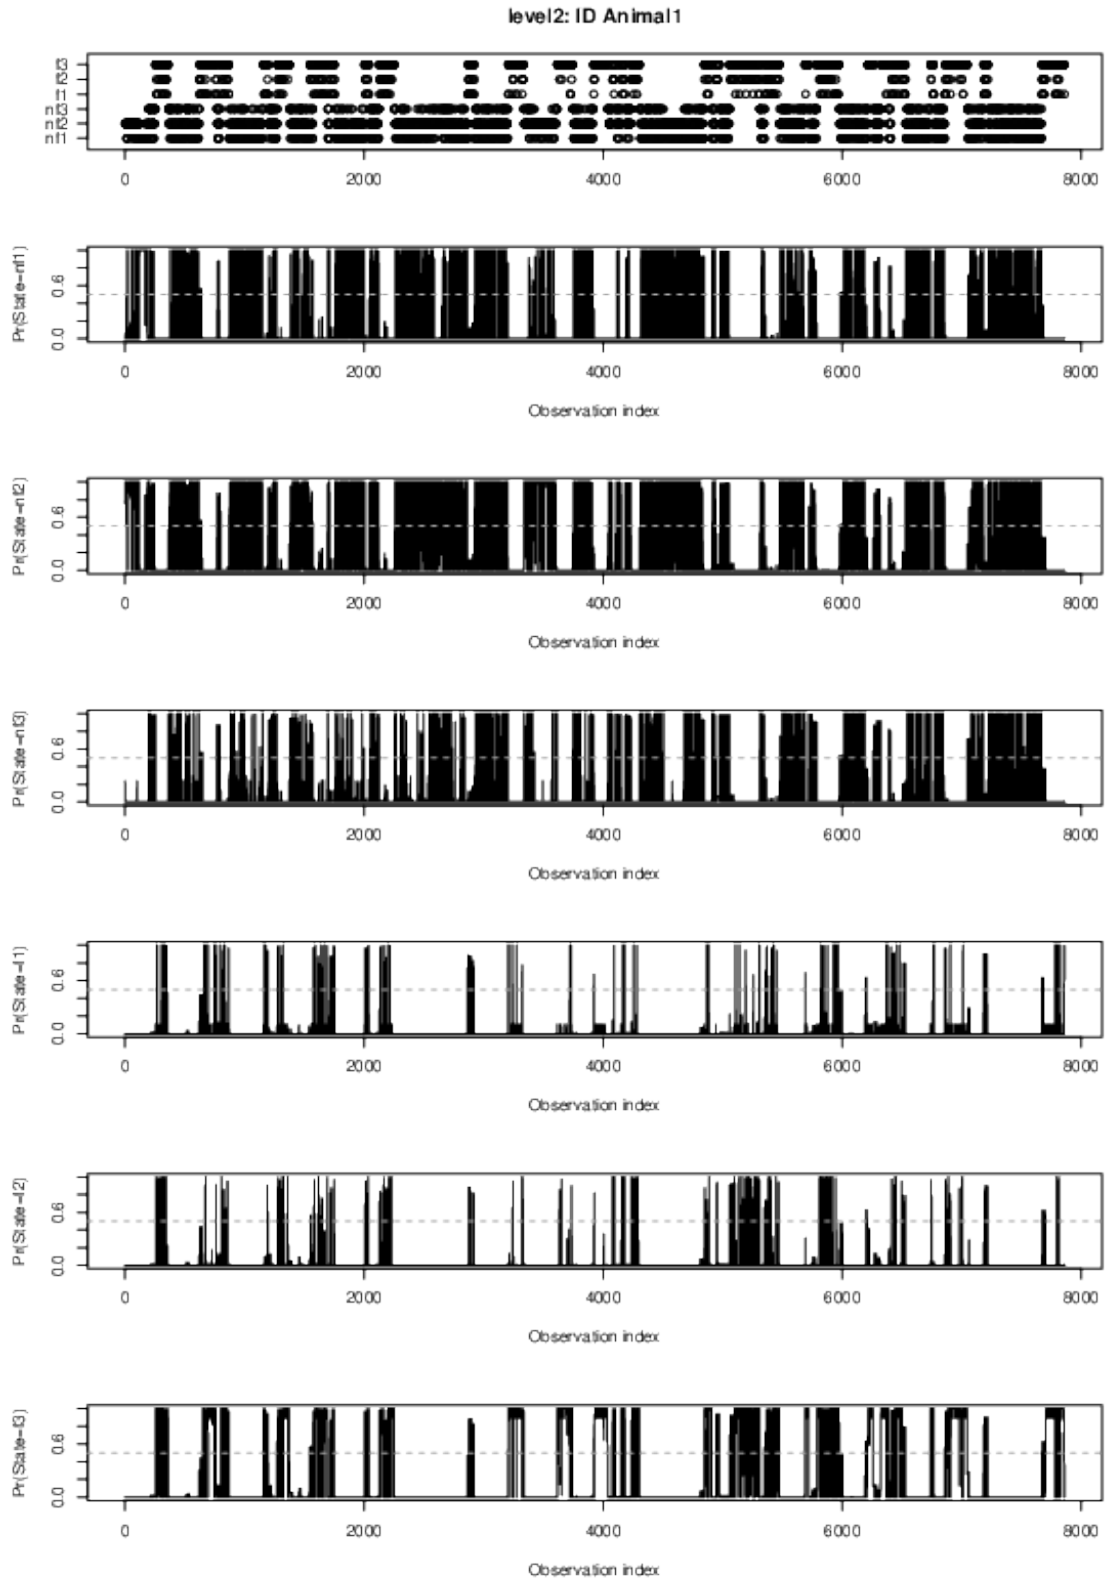 level2: ID Animal1
f3
f2
f1
nf3
nf2
nf1
0 2000 4000 6000 8000
Pr(State=nf1)
0.0 0.6
0 2000 4000 6000 8000
Observation index
Pr(State=nf2)
0.0 0.6
0 2000 4000 6000 8000
Observation index
Pr(State=nf3)
0.0 0.6
0 2000 4000 6000 8000
Observation index
Pr(State=f1)
0.0 0.6
0 2000 4000 6000 8000
Observation index
Pr(State=f2)
0.0 0.6
0 2000 4000 6000 8000
Observation index
Pr(State=f3)
0.0 0.6
0 2000 4000 6000 8000
Observation index